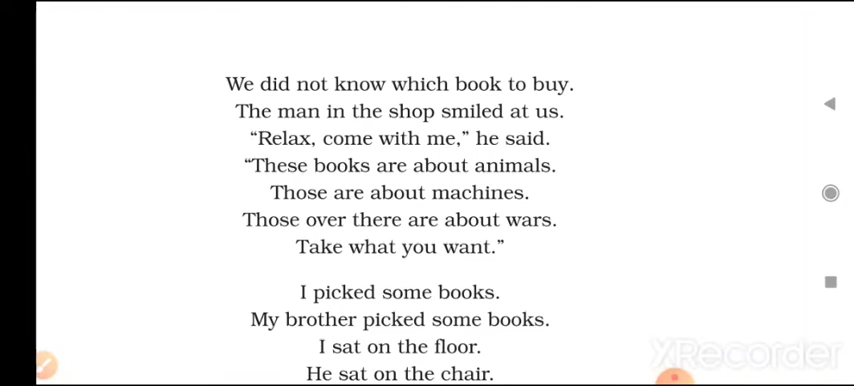 We did not know which book to buy.
The man in the shop smiled at us.
“Relax, come with me,” he said.
“These books are about animals.
Those are about machines.
Those over there are about wars.
Take what you want.”
I picked some books.
My brother picked some books.
I sat on the floor.
He sat on the chair.
XRecorder